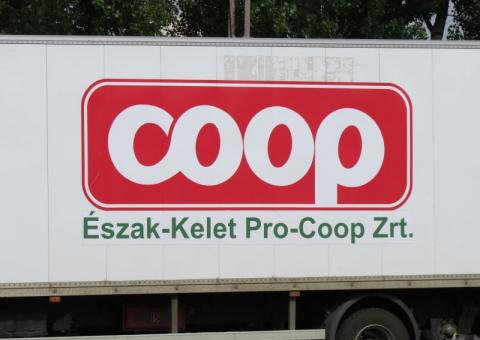 coop
Észak-Kelet Pro-Coop Zrt.